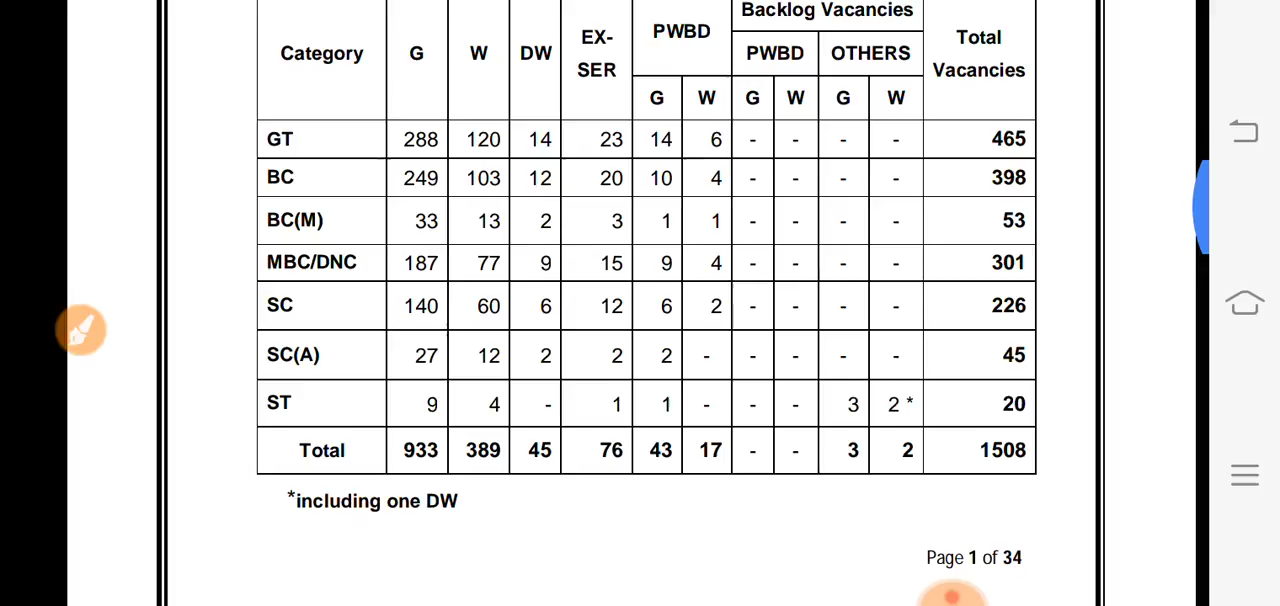 Category G W DW EX-SER PWBD Backlog Vacancies Total Vacancies
PWBD OTHERS
G W G W G W
GT 288 120 14 23 14 6 - - - - 465
BC 249 103 12 20 10 4 - - - - 398
BC(M) 33 13 2 3 1 1 - - - - 53
MBC/DNC 187 77 9 15 9 4 - - - - 301
SC 140 60 6 12 6 2 - - - - 226
SC(A) 27 12 2 2 2 - - - - - 45
ST 9 4 - 1 1 - - - 3 2 * 20
Total 933 389 45 76 43 17 - - 3 2 1508
*including one DW
Page 1 of 34